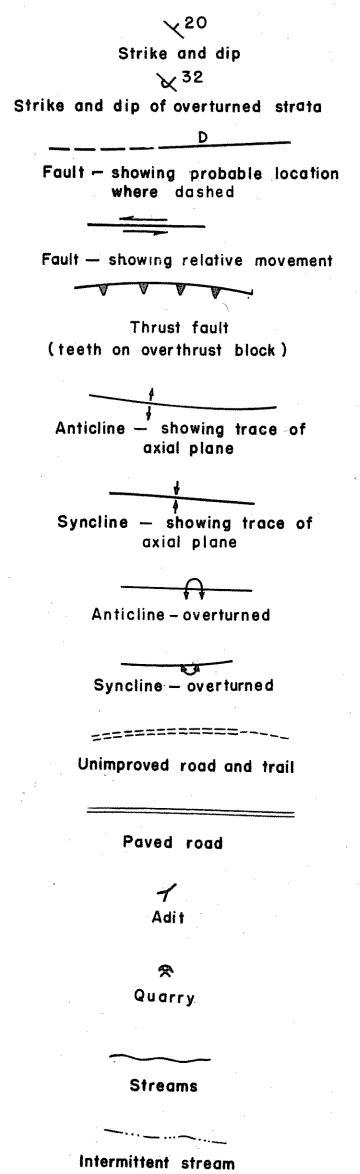 20
Strike and dip
32
Strike and dip of overturned strata
D
Fault — showing probable location
where dashed
Fault — showing relative movement
Thrust fault
(teeth on overthrust block)
Anticline — showing trace of
axial plane
Syncline — showing trace of
axial plane
Anticline — overturned
Syncline — overturned
Unimproved road and trail
Paved road
Adit
Quarry
Streams
Intermittent stream